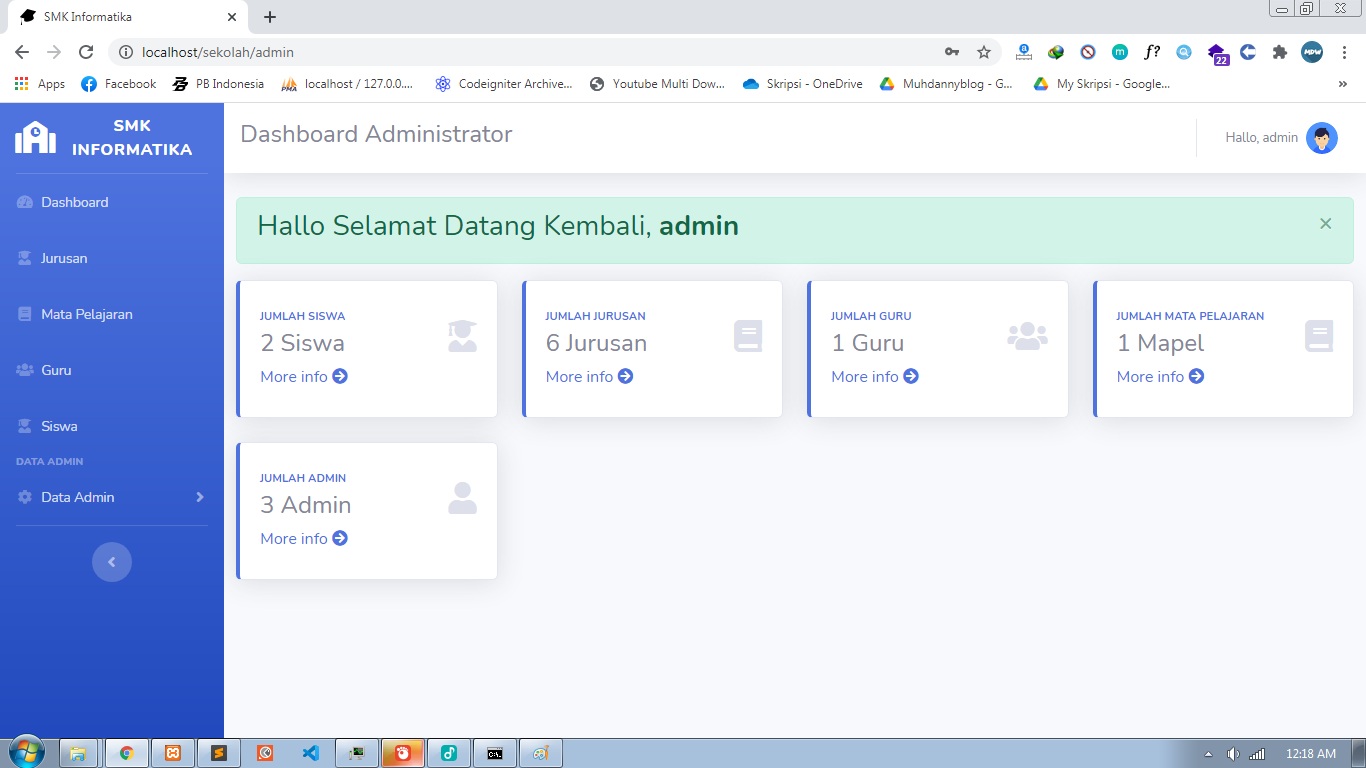 SMK Informatika
localhost/sekolah/admin
f?
22
MDW
Apps
Facebook
PB Indonesia
PMA
localhost / 127.0.0....
Codeigniter Archive...
Youtube Multi Dow...
Skripsi - OneDrive
Muhdannyblog - G...
My Skripsi - Google...
»
SMK
INFORMATIKA
Dashboard Administrator
Hallo, admin
Dashboard
Jurusan
Mata Pelajaran
Guru
Siswa
DATA ADMIN
Data Admin
Hallo Selamat Datang Kembali, admin
×
JUMLAH SISWA
2 Siswa
More info
JUMLAH JURUSAN
6 Jurusan
More info
JUMLAH GURU
1 Guru
More info
JUMLAH MATA PELAJARAN
1 Mapel
More info
JUMLAH ADMIN
3 Admin
More info
12:18 AM